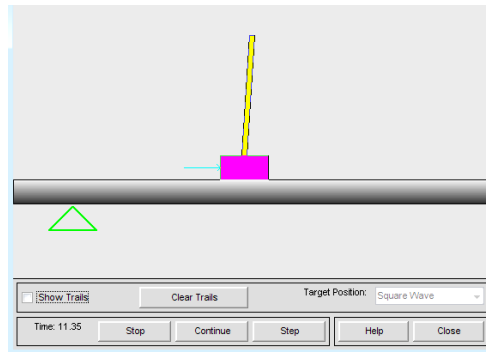 Show Trails
Clear Trails
Target Position:
Square Wave
Time: 11.35
Stop
Continue
Step
Help
Close